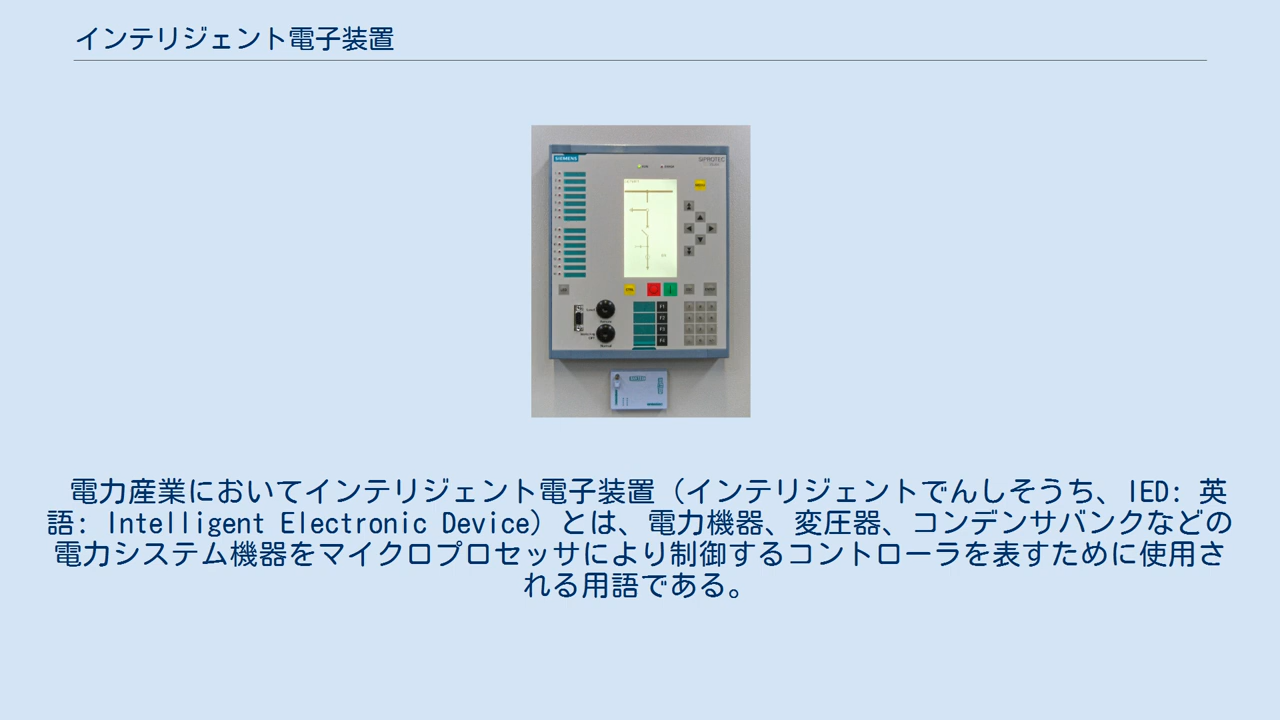 インテリジェント電子装置
SIEMENS
SIPROTEC
F1
F2
F3
F4
電力産業においてインテリジェント電子装置（インテリジェントでんしそうち、IED: 英
語: Intelligent Electronic Device）とは、電力機器、変圧器、コンデンサバンクなどの
電力システム機器をマイクロプロセッサにより制御するコントローラを表すために使用さ
れる用語である。